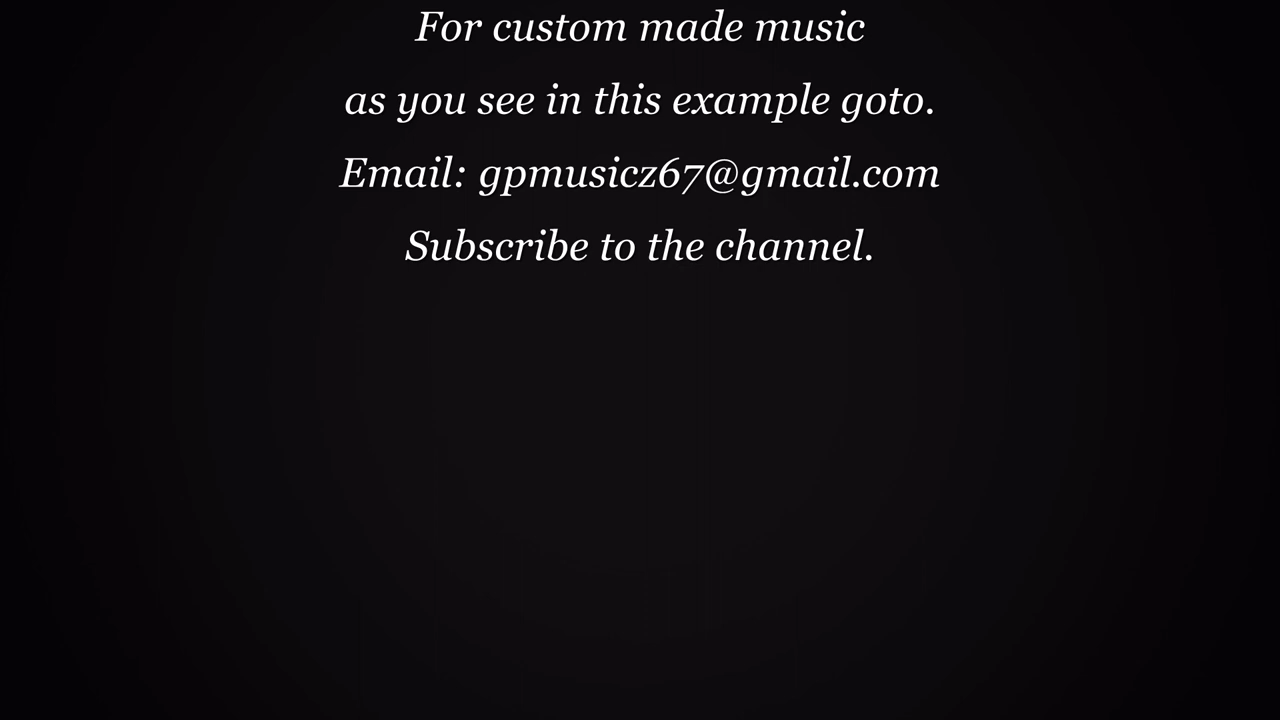 For custom made music
as you see in this example goto.
Email: gpmusicz67@gmail.com
Subscribe to the channel.